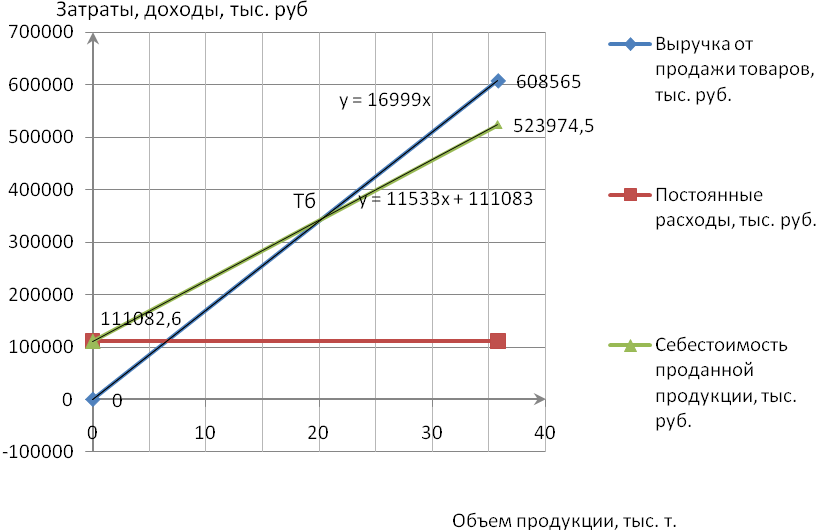 Затраты, доходы, тыс. руб
700000
600000
500000
400000
300000
200000
100000
0
-100000
0
10
20
30
40
608565
523974,5
y = 16999x
Тб
y = 11533x + 111083
111082,6
0
Выручка от
продажи товаров,
тыс. руб.
Постоянные
расходы, тыс. руб.
Себестоимость
проданной
продукции, тыс.
руб.
Объем продукции, тыс. т.